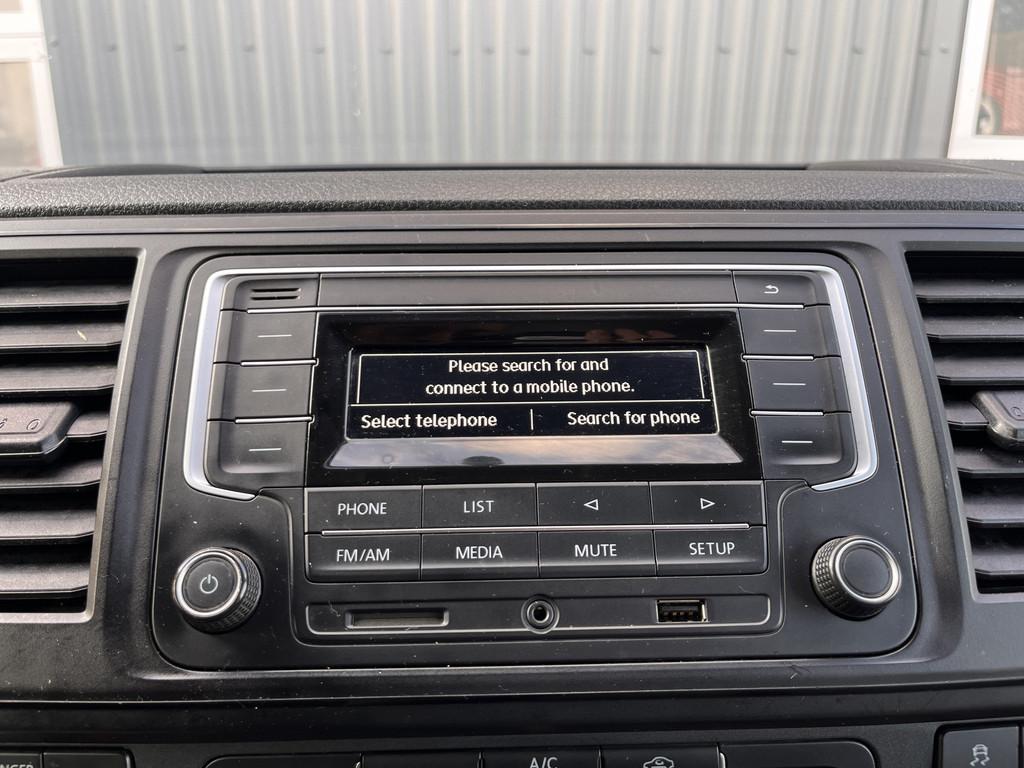 Please search for and
connect to a mobile phone.
Select telephone | Search for phone
PHONE LIST
FM/AM MEDIA MUTE SETUP
A/C